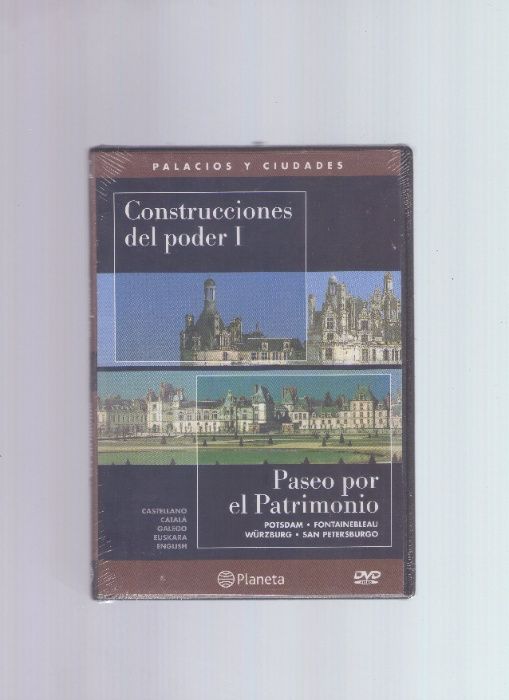 PALACIOS Y CIUDADES
Construcciones
del poder I
Paseo por
el Patrimonio
POTSDAM • FONTAINEBLEAU
WÜRZBURG • SAN PETERSBURGO
CASTELLANO
CATALÀ
GALEGO
EUSKARA
ENGLISH
Planeta
DVD
VIDEO